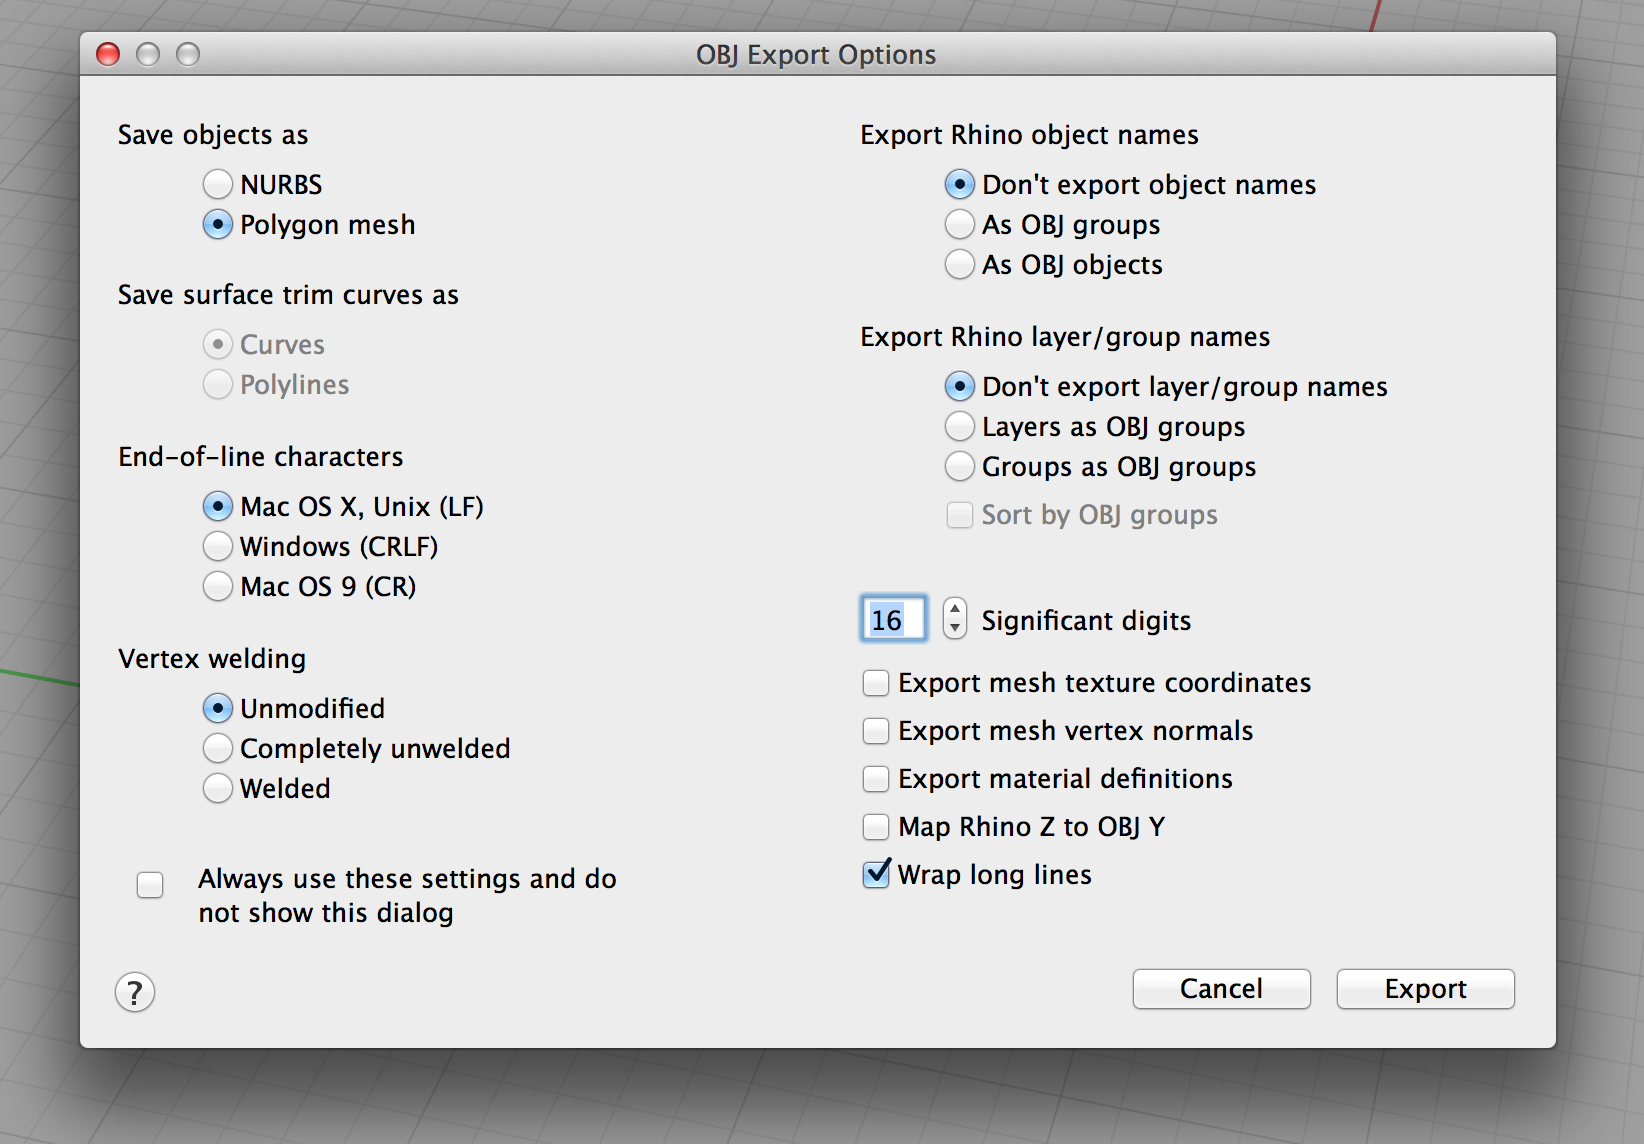 OBJ Export Options
Save objects as
NURBS
Polygon mesh
Save surface trim curves as
Curves
Polylines
End-of-line characters
Mac OS X, Unix (LF)
Windows (CRLF)
Mac OS 9 (CR)
Vertex welding
Unmodified
Completely unwelded
Welded
Always use these settings and do
not show this dialog
?
Export Rhino object names
Don't export object names
As OBJ groups
As OBJ objects
Export Rhino layer/group names
Don't export layer/group names
Layers as OBJ groups
Groups as OBJ groups
Sort by OBJ groups
16 Significant digits
Export mesh texture coordinates
Export mesh vertex normals
Export material definitions
Map Rhino Z to OBJ Y
Wrap long lines
Cancel Export